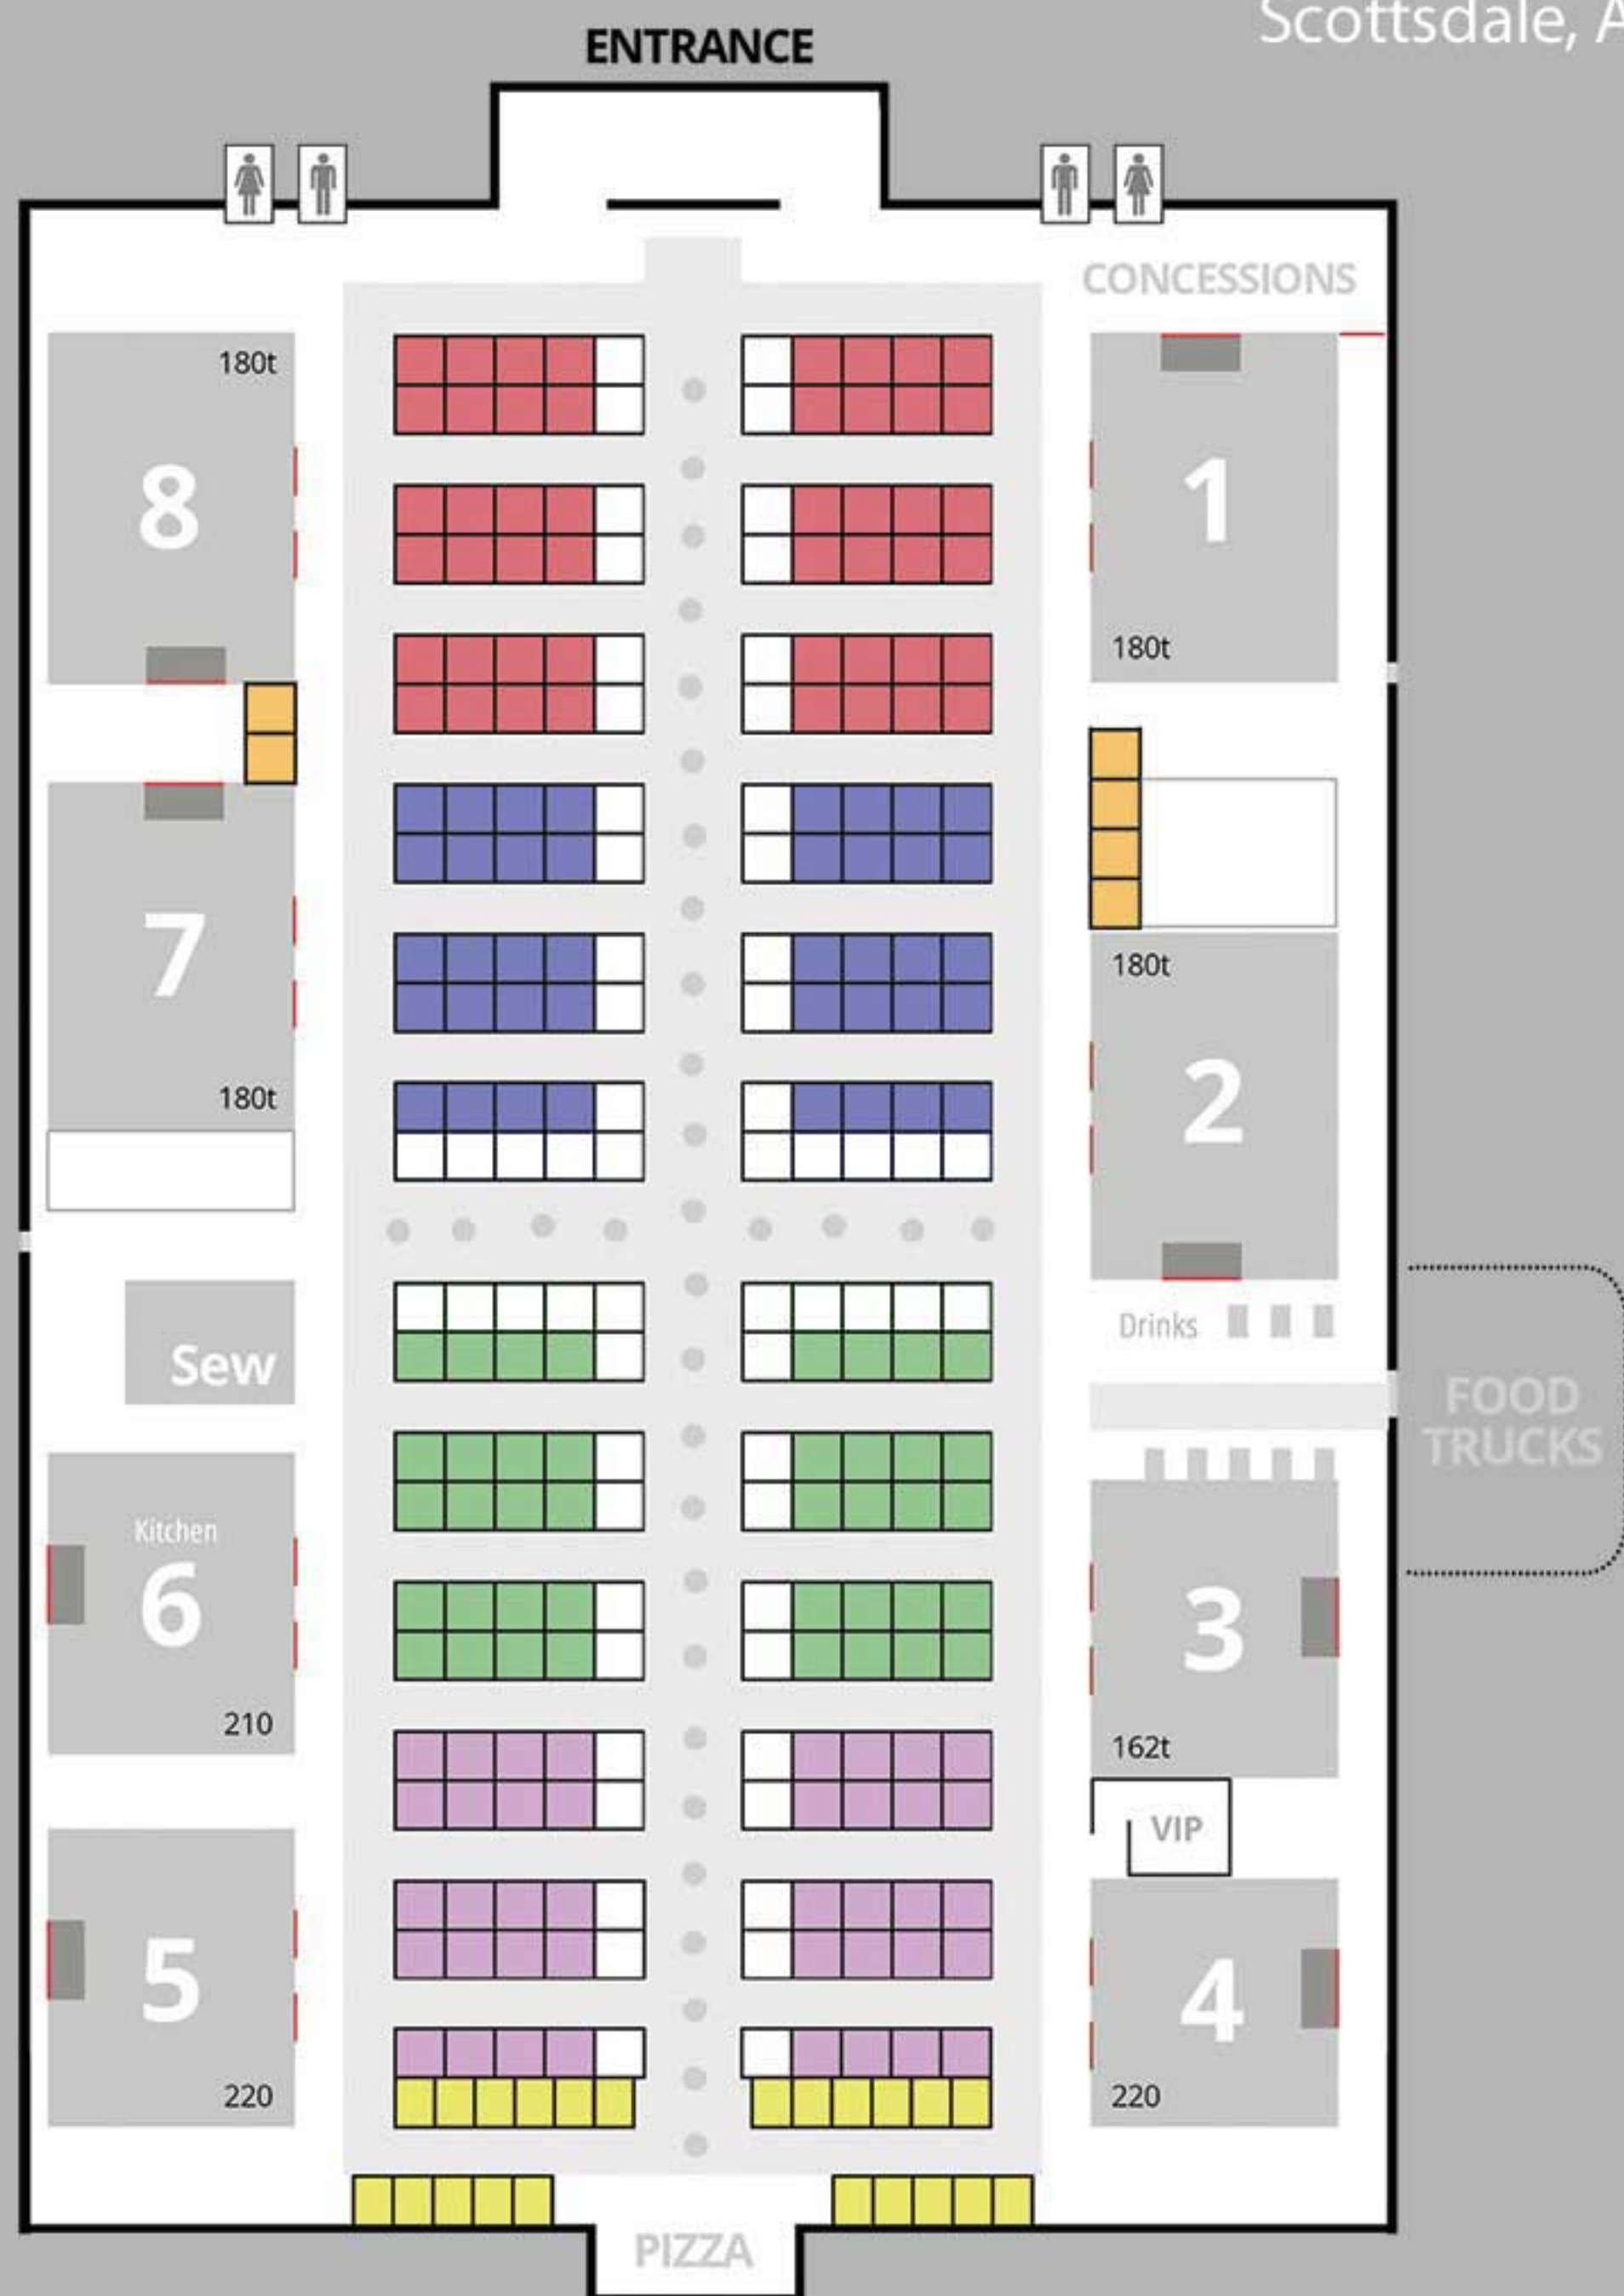 Scottsdale, A
ENTRANCE
CONCESSIONS
180t
8
1
180t
7
180t
180t
2
Drinks
Sew
FOOD
TRUCKS
Kitchen
6
210
3
162t
VIP
5
220
4
220
PIZZA